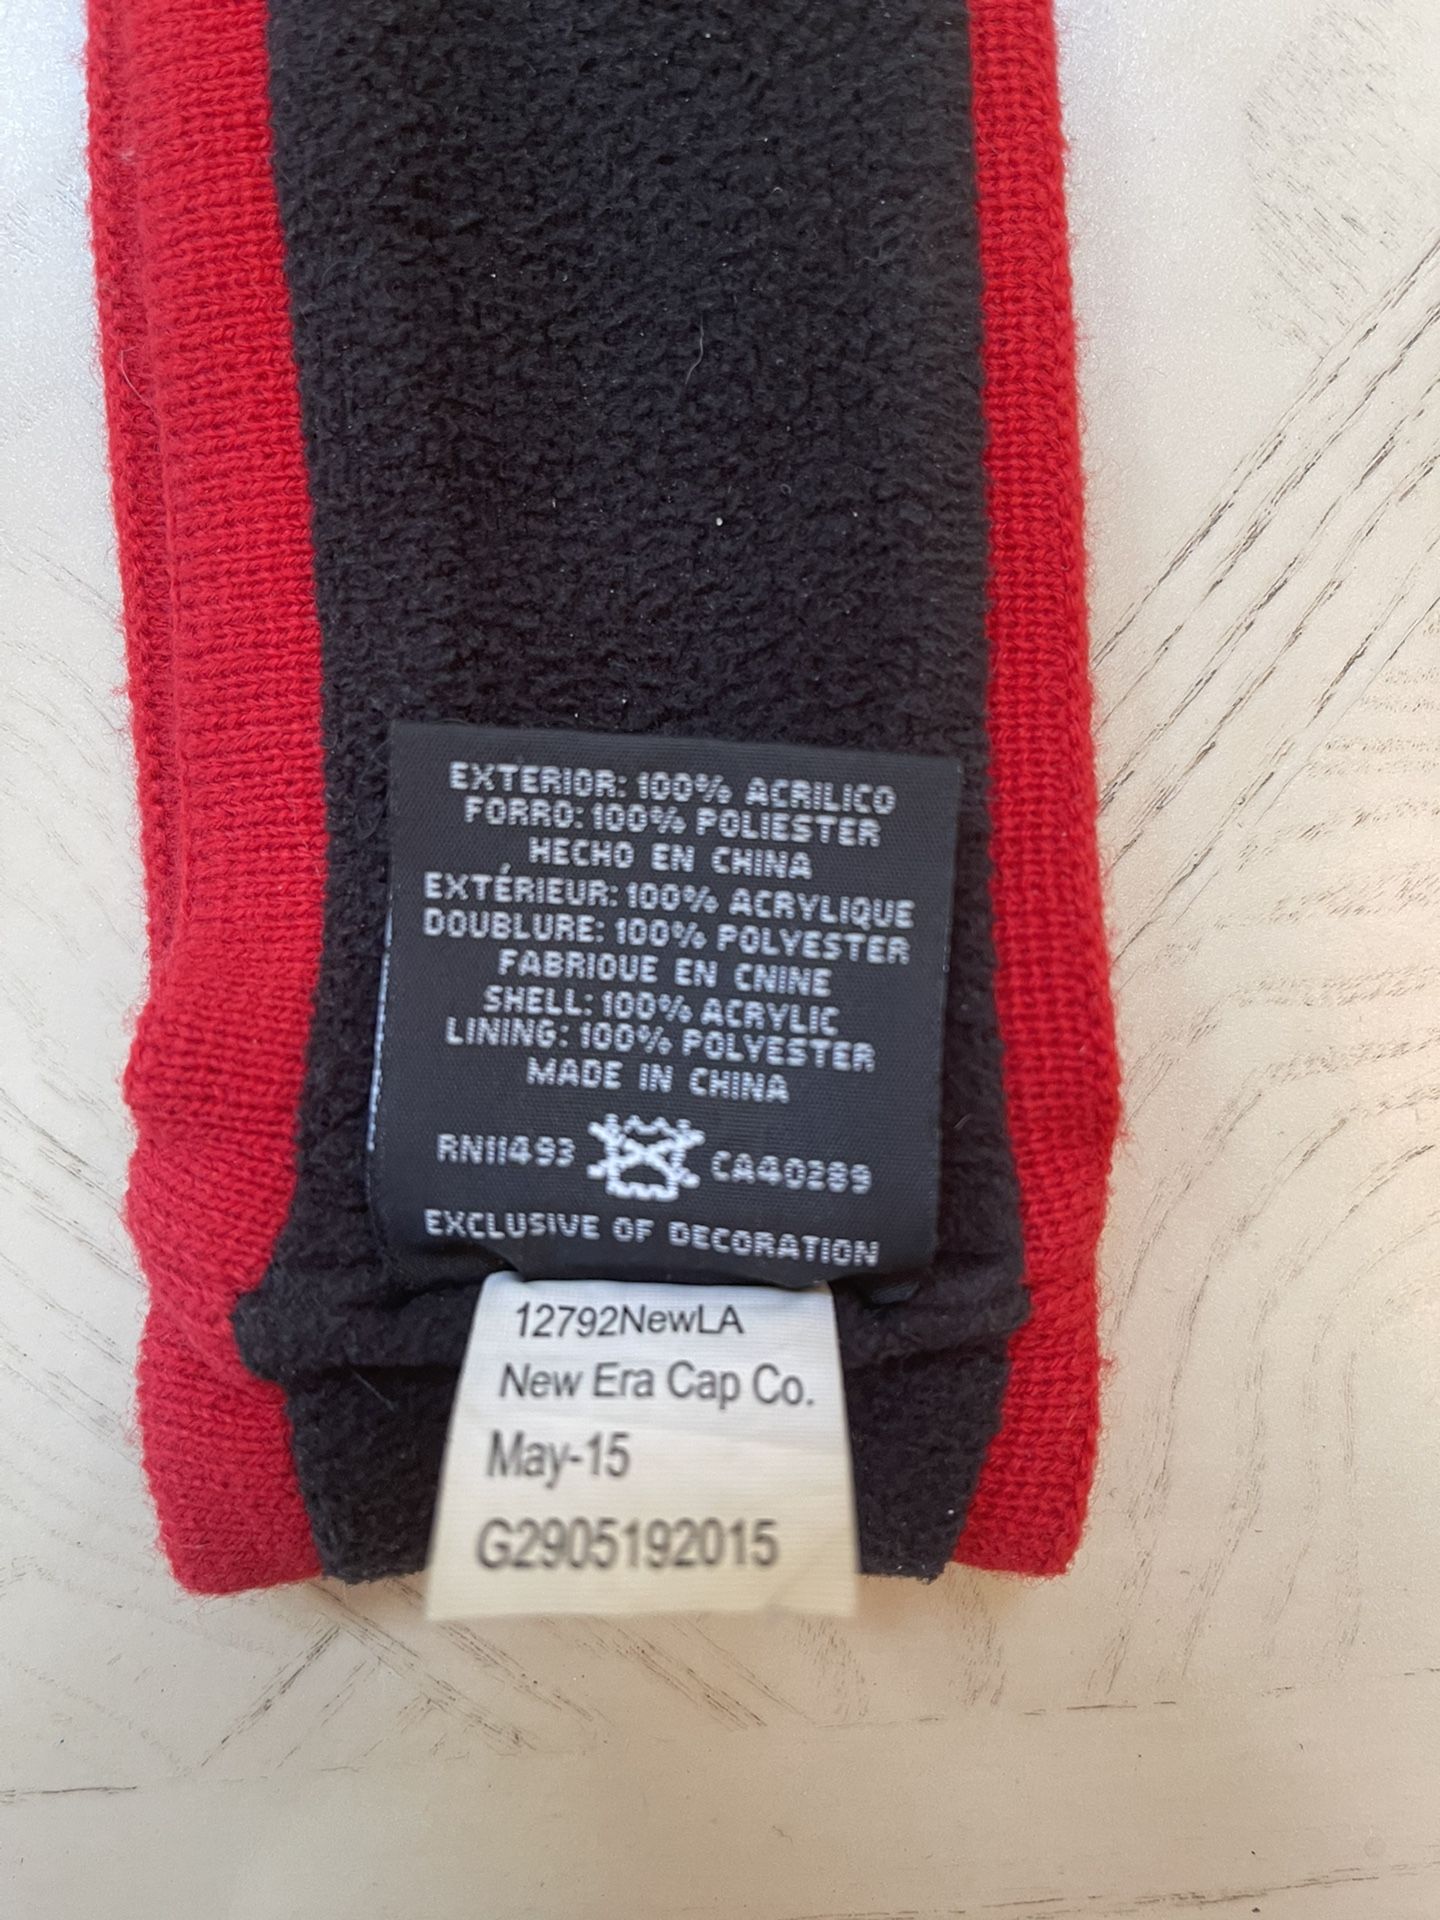 EXTERIOR: 100% ACRILICO
FORRO: 100% POLIESTER
HECHO EN CHINA
EXTÉRIEUR: 100% ACRYLIQUE
DOUBLURE: 100% POLYESTER
FABRIQUE EN CNINE
SHELL: 100% ACRYLIC
LINING: 100% POLYESTER
MADE IN CHINA
RN11493 CA40289
EXCLUSIVE OF DECORATION
12792NewLA
New Era Cap Co.
May-15
G2905192015